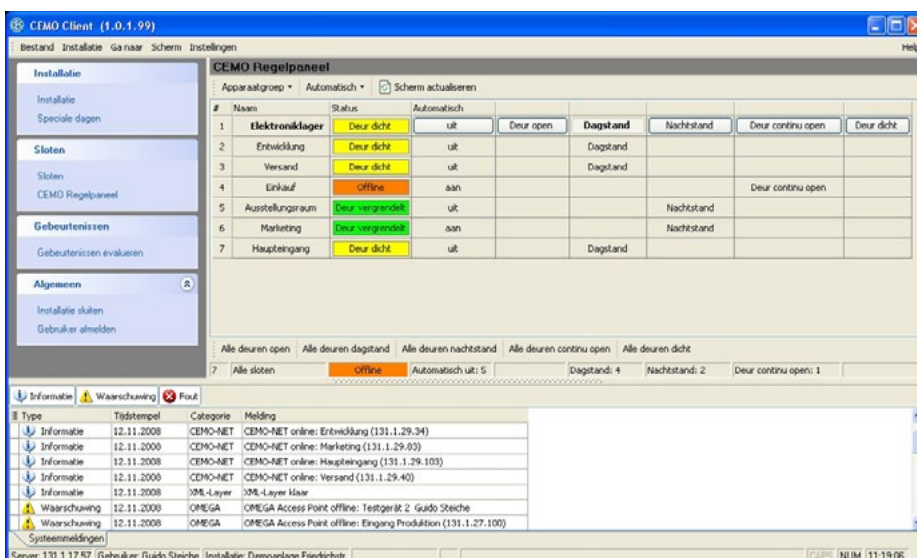 CEMO Client (1.0.1.99)
Bestand Installatie Ga naar Scherm Instellingen Help
Installatie
Installatie
Speciale dagen
Sloten
Sloten
CEMO Regelpaneel
Gebeurtenissen
Gebeurtenissen evalueren
Algemeen
Installatie sluiten
Gebruiker afmelden
CEMO Regelpaneel
Apparaatgroep Automatisch Scherm actualiseren
# Naam Status Automatisch
1 Elektroniklager Deur dicht uit Deur open Dagstand Nachtstand Deur continu open Deur dicht
2 Entwicklung Deur dicht uit Dagstand
3 Versand Deur dicht uit Dagstand
4 Einkauf Offline aan Deur continu open
5 Ausstellungsraum Deur vergrendelt uit Nachtstand
6 Marketing Deur vergrendelt aan Nachtstand
7 Haupteingang Deur dicht uit Dagstand
Alle deuren open Alle deuren dagstand Alle deuren nachtstand Alle deuren continu open Alle deuren dicht
7 Alle sloten Offline Automatisch uit: 5 Dagstand: 4 Nachtstand: 2 Deur continu open: 1
Informatie Waarschuwing Fout
Type Tijdstempel Categorie Melding
Informatie 12.11.2008 CEMO-NET CEMO-NET online: Entwicklung (131.1.29.34)
Informatie 12.11.2008 CEMO-NET CEMO-NET online: Marketing (131.1.29.83)
Informatie 12.11.2008 CEMO-NET CEMO-NET online: Haupteingang (131.1.29.103)
Informatie 12.11.2008 CEMO-NET CEMO-NET online: Versand (131.1.29.40)
Informatie 12.11.2008 XML-Layer XML-Layer klaar
Waarschuwing 12.11.2008 OMEGA OMEGA Access Point offline: Testgerät 2 Guido Steiche
Waarschuwing 12.11.2008 OMEGA OMEGA Access Point offline: Eingang Produktion (131.1.27.100)
Systeemmeldingen
Server: 131.1.17.57 Gebruiker: Guido Steiche Installatie: Demoanlage Friedrichstr. CAPS NUM 11:19:06